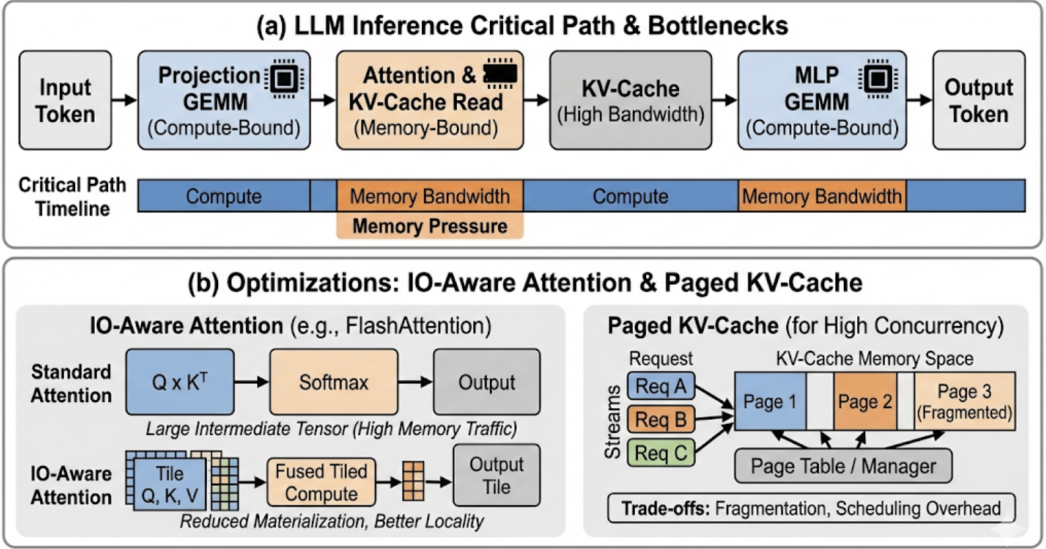 (a) LLM Inference Critical Path & Bottlenecks
Input
Token
Projection
GEMM
(Compute-Bound)
Attention &
KV-Cache Read
(Memory-Bound)
KV-Cache
(High Bandwidth)
MLP
GEMM
(Compute-Bound)
Output
Token
Critical Path
Timeline
Compute
Memory Bandwidth
Compute
Memory Bandwidth
Memory Pressure
(b) Optimizations: IO-Aware Attention & Paged KV-Cache
IO-Aware Attention (e.g., FlashAttention)
Standard
Attention
Q x Kᵀ
Softmax
Output
Large Intermediate Tensor (High Memory Traffic)
IO-Aware
Attention
Tile
Q, K, V
Fused Tiled
Compute
Output
Tile
Reduced Materialization, Better Locality
Paged KV-Cache (for High Concurrency)
Request
KV-Cache Memory Space
Streams
Req A
Req B
Req C
Page 1
Page 2
Page 3
(Fragmented)
Page Table / Manager
Trade-offs: Fragmentation, Scheduling Overhead